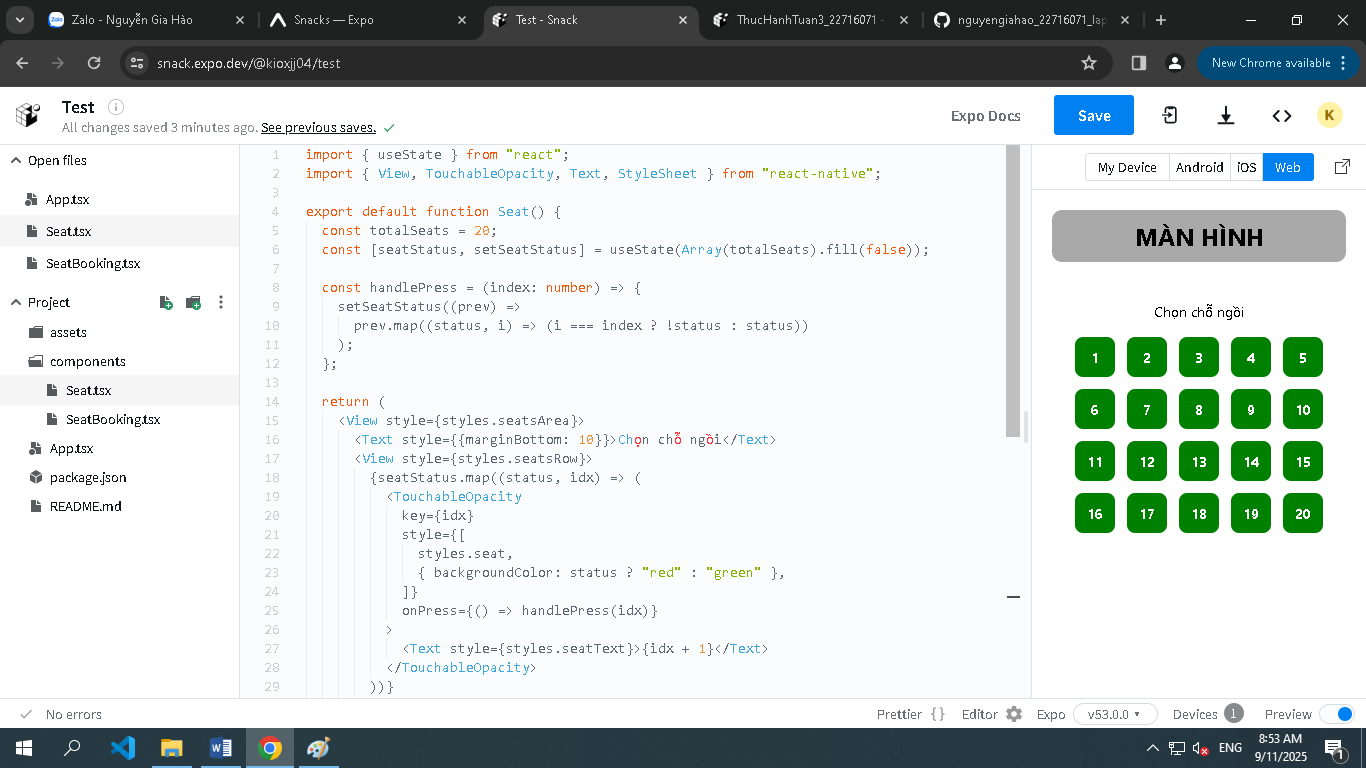 Zalo - Nguyễn Gia Hào
Snacks — Expo
Test - Snack
ThucHanhTuan3_22716071 -
nguyengiahao_22716071_lap
snack.expo.dev/@kioxjj04/test
New Chrome available
Test
All changes saved 3 minutes ago. See previous saves.
Expo Docs
Save
K
Open files
App.tsx
Seat.tsx
SeatBooking.tsx
Project
assets
components
Seat.tsx
SeatBooking.tsx
App.tsx
package.json
README.md
1 import { useState } from "react";
2 import { View, TouchableOpacity, Text, StyleSheet } from "react-native";
3
4 export default function Seat() {
5 const totalSeats = 20;
6 const [seatStatus, setSeatStatus] = useState(Array(totalSeats).fill(false));
7
8 const handlePress = (index: number) => {
9 setSeatStatus((prev) =>
10 prev.map((status, i) => (i === index ? !status : status))
11 );
12 };
13
14 return (
15 <View style={styles.seatsArea}>
16 <Text style={{marginBottom: 10}}>Chọn chỗ ngồi</Text>
17 <View style={styles.seatsRow}>
18 {seatStatus.map((status, idx) => (
19 <TouchableOpacity
20 key={idx}
21 style={[
22 styles.seat,
23 { backgroundColor: status ? "red" : "green" },
24 ]}
25 onPress={() => handlePress(idx)}
26 >
27 <Text style={styles.seatText}>{idx + 1}</Text>
28 </TouchableOpacity>
29 ))}
My Device Android iOS Web
MÀN HÌNH
Chọn chỗ ngồi
1 2 3 4 5
6 7 8 9 10
11 12 13 14 15
16 17 18 19 20
No errors
Prettier { }
Editor
Expo v53.0.0
Devices 1
Preview
ENG
8:53 AM
9/11/2025
1